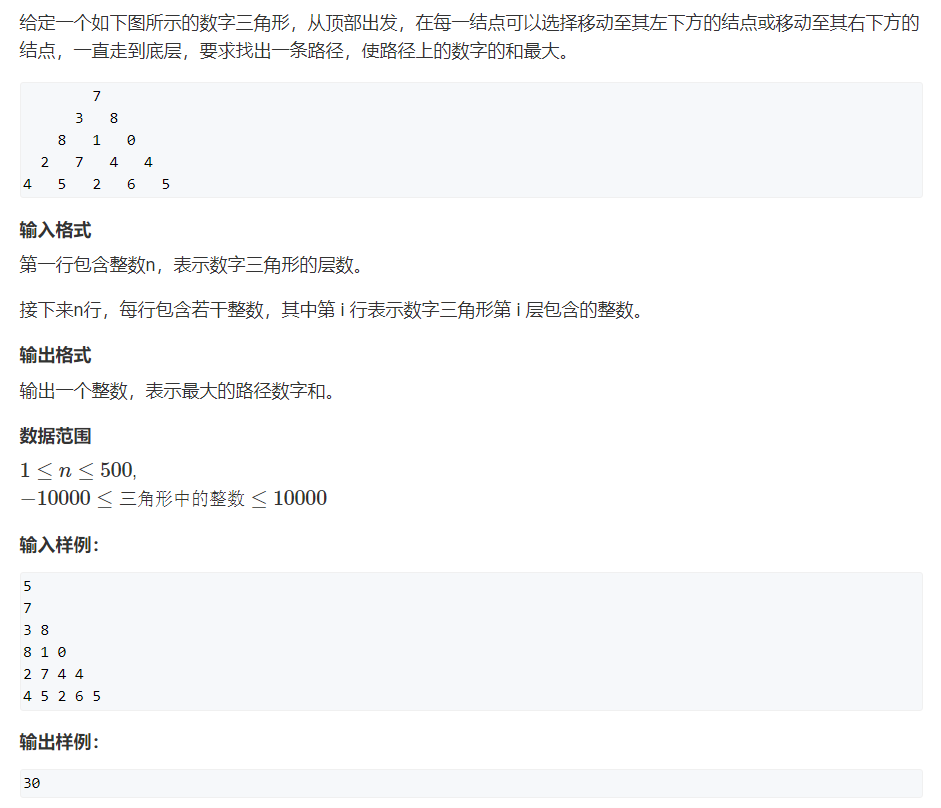 给定一个如下图所示的数字三角形，从顶部出发，在每一结点可以选择移动至其左下方的结点或移动至其右下方的
结点，一直走到底层，要求找出一条路径，使路径上的数字的和最大。
7
3 8
8 1 0
2 7 4 4
4 5 2 6 5
输入格式
第一行包含整数n，表示数字三角形的层数。
接下来n行，每行包含若干整数，其中第 i 行表示数字三角形第 i 层包含的整数。
输出格式
输出一个整数，表示最大的路径数字和。
数据范围
1 ≤ n ≤ 500,
−10000 ≤ 三角形中的整数 ≤ 10000
输入样例：
5
7
3 8
8 1 0
2 7 4 4
4 5 2 6 5
输出样例：
30